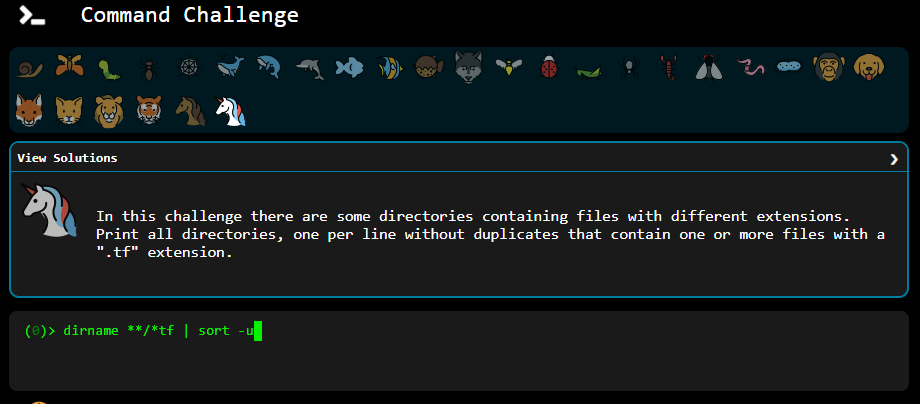 Command Challenge
View Solutions
In this challenge there are some directories containing files with different extensions.
Print all directories, one per line without duplicates that contain one or more files with a
".tf" extension.
(0)> dirname **/*tf | sort -u